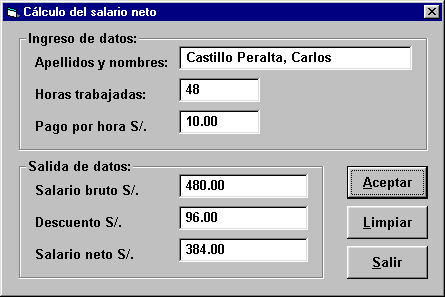 Cálculo del salario neto
Ingreso de datos:
Apellidos y nombres: Castillo Peralta, Carlos
Horas trabajadas: 48
Pago por hora S/. 10.00
Salida de datos:
Salario bruto S/. 480.00
Descuento S/. 96.00
Salario neto S/. 384.00
Aceptar
Limpiar
Salir